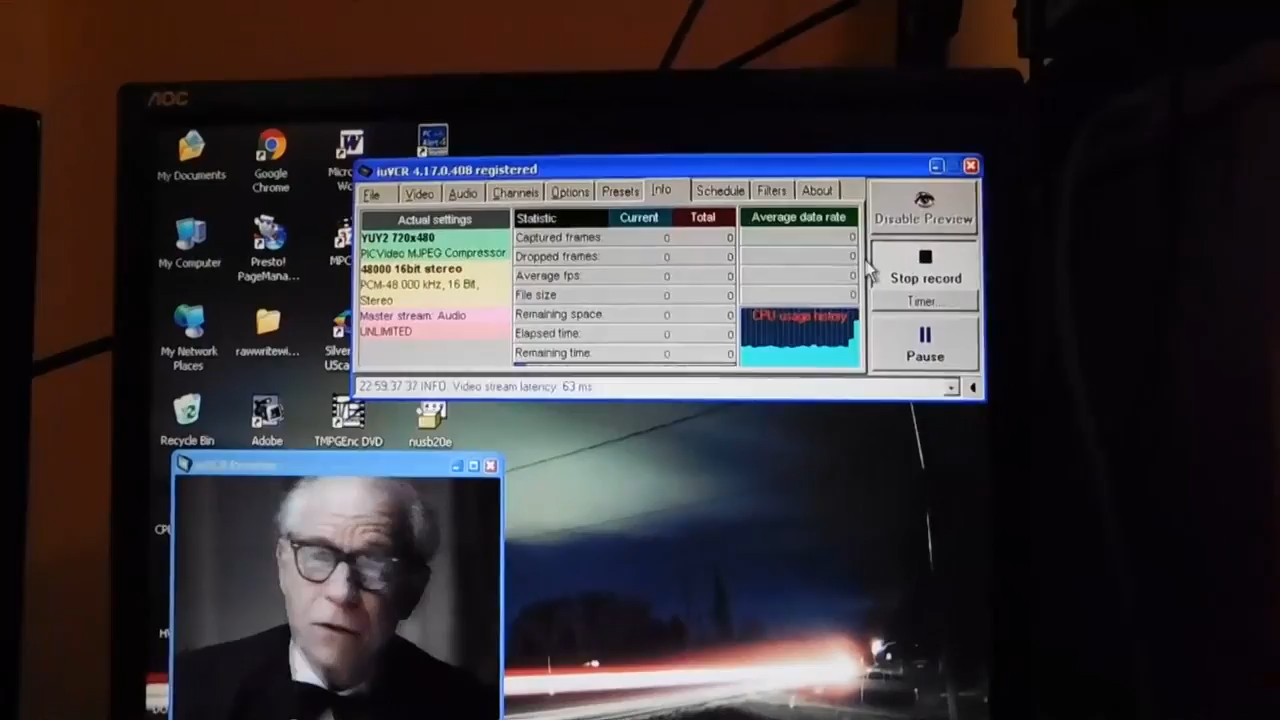 AOC
My Documents
Google
Chrome
iuVCR 4.17.0.408 registered
File Video Audio Channels Options Presets Info Schedule Filters About
Actual settings
YUY2 720x480
PICVideo MJPEG Compressor
48000 16bit stereo
PCM-48.000 kHz, 16 Bit,
Stereo
Master stream: Audio
UNLIMITED
Statistic Current Total
Captured frames: 0 0
Dropped frames: 0 0
Average fps: 0 0
File size 0 0
Remaining space: 0 0
Elapsed time: 0 0
Remaining time: 0 0
Average data rate
0
0
0
0
CPU usage history
Disable Preview
Stop record
Timer...
Pause
22:59:37:37 INFO: Video stream latency: 63 ms
My Computer
Presto!
PageMana...
My Network
Places
rawwritewi...
Recycle Bin
Adobe
TMPGEnc DVD
nusb20e